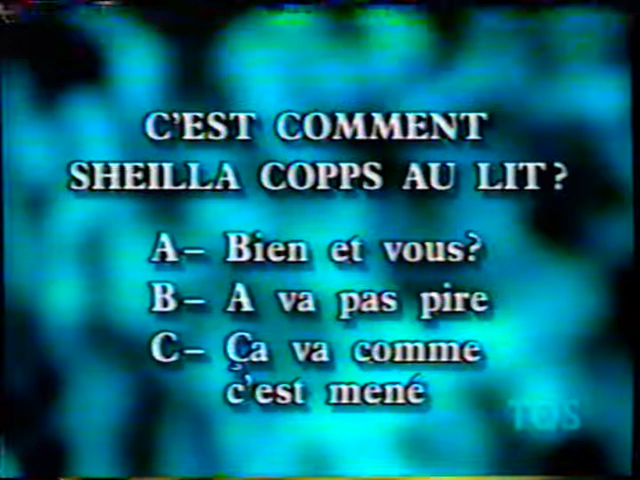 C'EST COMMENT
SHEILLA COPPS AU LIT?
A- Bien et vous?
B- A va pas pire
C- Ça va comme
c'est mené
TQS